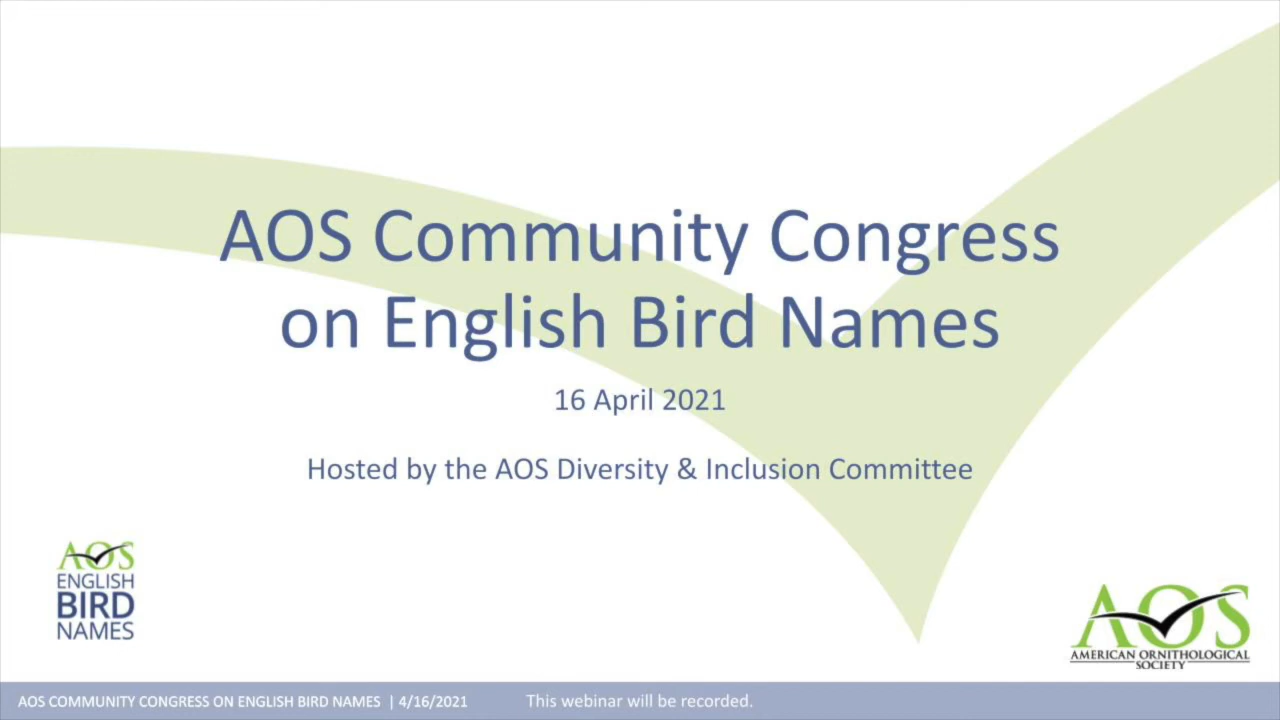 AOS Community Congress
on English Bird Names
16 April 2021
Hosted by the AOS Diversity & Inclusion Committee
AOS
ENGLISH
BIRD
NAMES
AOS
AMERICAN ORNITHOLOGICAL
SOCIETY
AOS COMMUNITY CONGRESS ON ENGLISH BIRD NAMES | 4/16/2021 This webinar will be recorded.